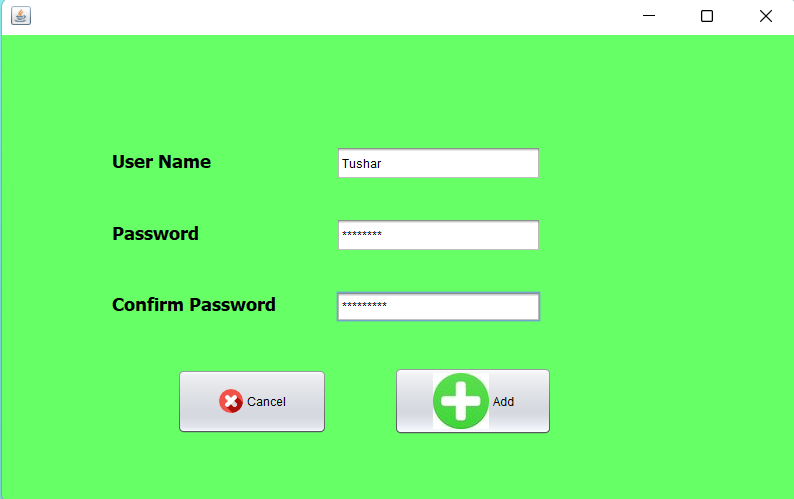 User Name
Tushar
Password
********
Confirm Password
*********
Cancel
Add